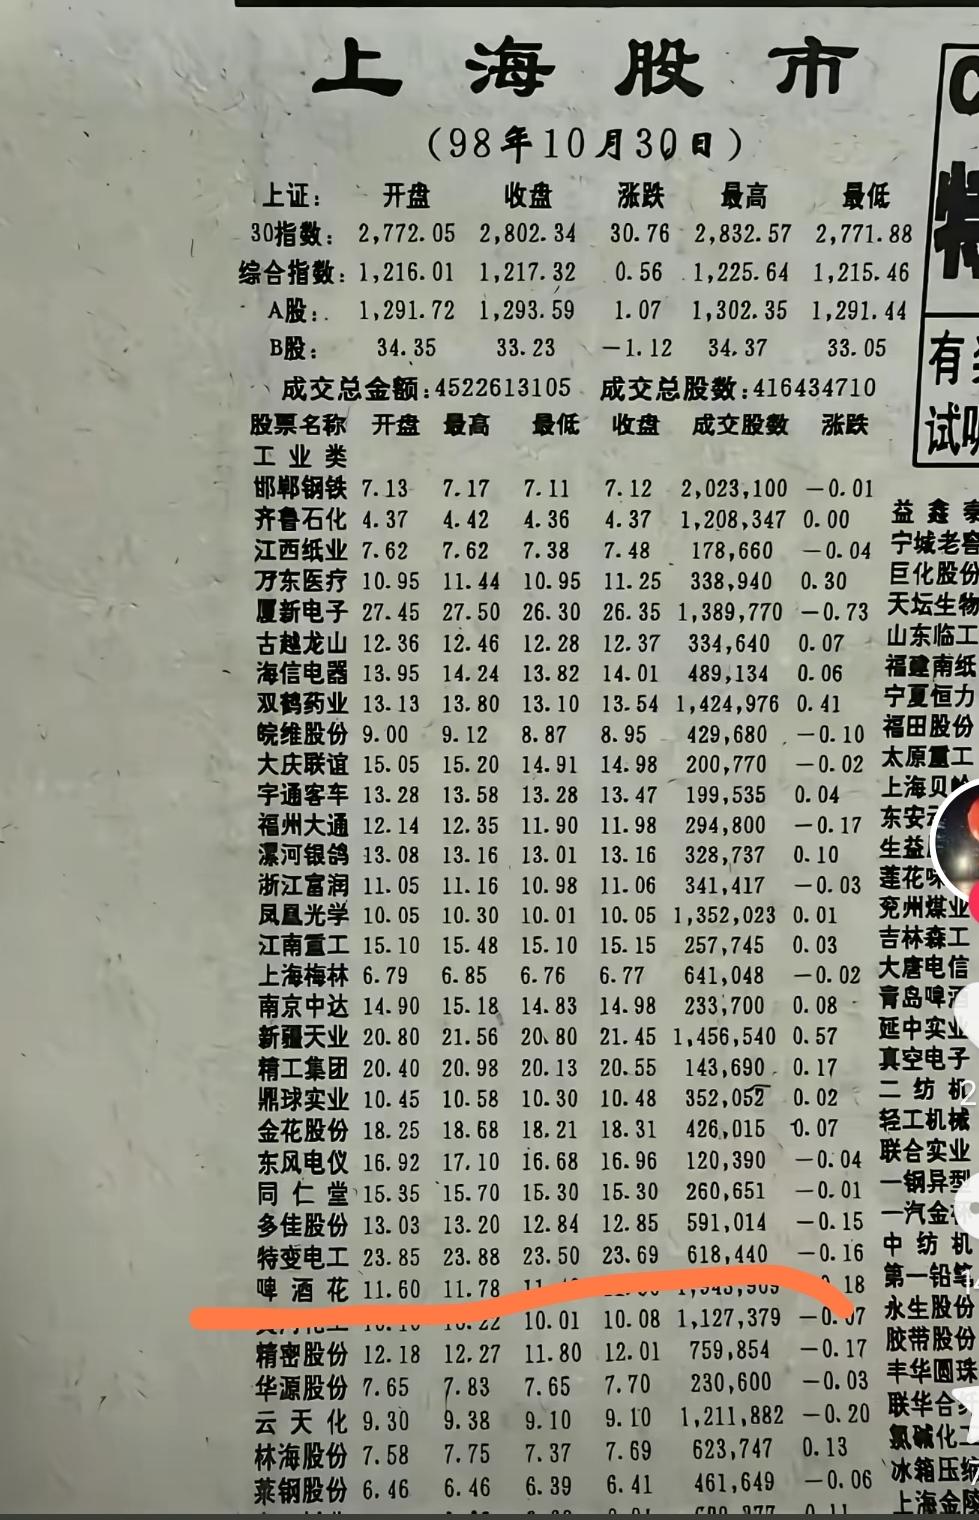 上海股市
(98年10月30日)
上证: 开盘 收盘 涨跌 最高 最低
30指数: 2,772.05 2,802.34 30.76 2,832.57 2,771.88
综合指数: 1,216.01 1,217.32 0.56 1,225.64 1,215.46
A股: 1,291.72 1,293.59 1.07 1,302.35 1,291.44
B股: 34.35 33.23 -1.12 34.37 33.05
成交总金额:4522613105 成交总股数:416434710
股票名称 开盘 最高 最低 收盘 成交股数 涨跌
工业类
邯郸钢铁 7.13 7.17 7.11 7.12 2,023,100 -0.01
齐鲁石化 4.37 4.42 4.36 4.37 1,208,347 0.00
江西纸业 7.62 7.62 7.38 7.48 178,660 -0.04
万东医疗 10.95 11.44 10.95 11.25 338,940 0.30
厦新电子 27.45 27.50 26.30 26.35 1,389,770 -0.73
古越龙山 12.36 12.46 12.28 12.37 334,640 0.07
海信电器 13.95 14.24 13.82 14.01 489,134 0.06
双鹤药业 13.13 13.80 13.10 13.54 1,424,976 0.41
皖维股份 9.00 9.12 8.87 8.95 429,680 -0.10
大庆联谊 15.05 15.20 14.91 14.98 200,770 -0.02
宇通客车 13.28 13.58 13.28 13.47 199,535 0.04
福州大通 12.14 12.35 11.90 11.98 294,800 -0.17
漯河银鸽 13.08 13.16 13.01 13.16 328,737 0.10
浙江富润 11.05 11.16 10.98 11.06 341,417 -0.03
凤凰光学 10.05 10.30 10.01 10.05 1,352,023 0.01
江南重工 15.10 15.48 15.10 15.15 257,745 0.03
上海梅林 6.79 6.85 6.76 6.77 641,048 -0.02
南京中达 14.90 15.18 14.83 14.98 233,700 0.08
新疆天业 20.80 21.56 20.80 21.45 1,456,540 0.57
精工集团 20.40 20.98 20.13 20.55 143,690 0.17
鼎球实业 10.45 10.58 10.30 10.48 352,052 0.02
金花股份 18.25 18.68 18.21 18.31 426,015 0.07
东风电仪 16.92 17.10 16.68 16.96 120,390 -0.04
同仁堂 15.35 15.70 15.30 15.30 260,651 -0.01
多佳股份 13.03 13.20 12.84 12.85 591,014 -0.15
特变电工 23.85 23.88 23.50 23.69 618,440 -0.16
啤酒花 11.60 11.78
10.01 10.08 1,127,379 -0.07
精密股份 12.18 12.27 11.80 12.01 759,854 -0.17
华源股份 7.65 7.83 7.65 7.70 230,600 -0.03
云天化 9.30 9.38 9.10 9.10 1,211,882 -0.20
林海股份 7.58 7.75 7.37 7.69 623,747 0.13
莱钢股份 6.46 6.46 6.39 6.41 461,649 -0.06
有
试
益鑫泰
宁城老窖
巨化股份
天坛生物
山东临工
福建南纸
宁夏恒力
福田股份
太原重工
上海贝
东安
生益
莲花味
兖州煤业
吉林森工
大唐电信
青岛啤酒
延中实业
真空电子
二纺机
轻工机械
联合实业
一钢异型
一汽金
中纺机
第一铅笔
永生股份
胶带股份
丰华圆珠
联华合纤
氯碱化工
冰箱压缩
上海金陵